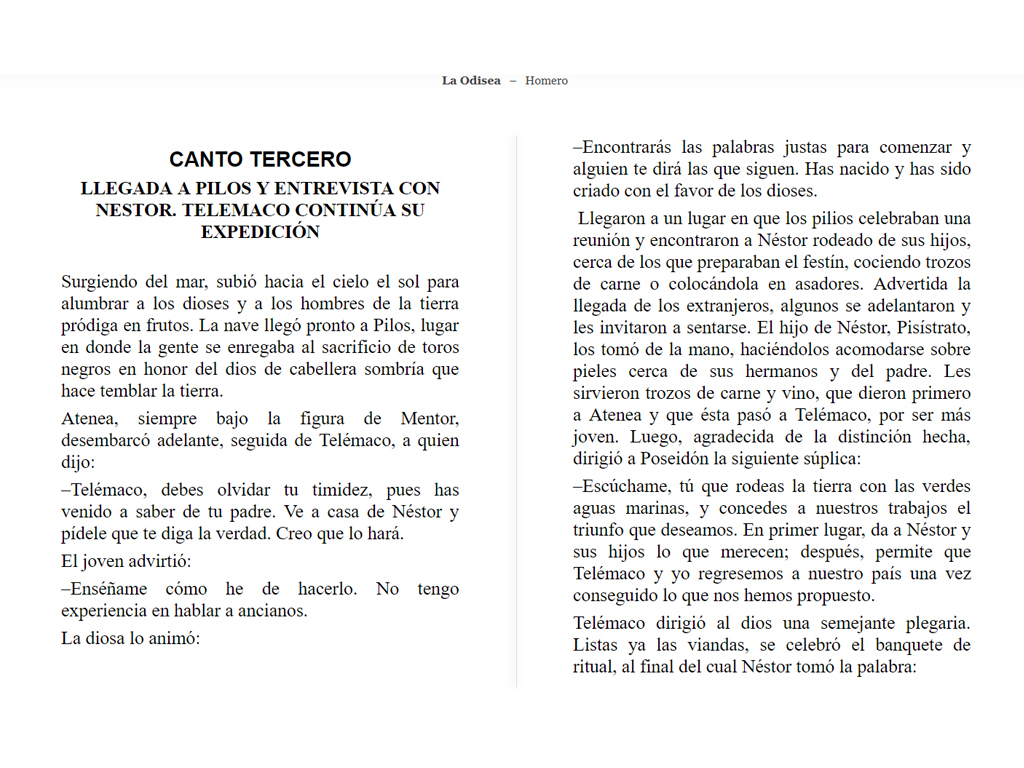 La Odisea – Homero
CANTO TERCERO
LLEGADA A PILOS Y ENTREVISTA CON
NESTOR. TELEMACO CONTINÚA SU
EXPEDICIÓN
Surgiendo del mar, subió hacia el cielo el sol para
alumbrar a los dioses y a los hombres de la tierra
pródiga en frutos. La nave llegó pronto a Pilos, lugar
en donde la gente se enregaba al sacrificio de toros
negros en honor del dios de cabellera sombría que
hace temblar la tierra.
Atenea, siempre bajo la figura de Mentor,
desembarcó adelante, seguida de Telémaco, a quien
dijo:
–Telémaco, debes olvidar tu timidez, pues has
venido a saber de tu padre. Ve a casa de Néstor y
pídele que te diga la verdad. Creo que lo hará.
El joven advirtió:
–Enséñame cómo he de hacerlo. No tengo
experiencia en hablar a ancianos.
La diosa lo animó:
–Encontrarás las palabras justas para comenzar y
alguien te dirá las que siguen. Has nacido y has sido
criado con el favor de los dioses.
Llegaron a un lugar en que los pilios celebraban una
reunión y encontraron a Néstor rodeado de sus hijos,
cerca de los que preparaban el festín, cociendo trozos
de carne o colocándola en asadores. Advertida la
llegada de los extranjeros, algunos se adelantaron y
les invitaron a sentarse. El hijo de Néstor, Pisístrato,
los tomó de la mano, haciéndolos acomodarse sobre
pieles cerca de sus hermanos y del padre. Les
sirvieron trozos de carne y vino, que dieron primero
a Atenea y que ésta pasó a Telémaco, por ser más
joven. Luego, agradecida de la distinción hecha,
dirigió a Poseidón la siguiente súplica:
–Escúchame, tú que rodeas la tierra con las verdes
aguas marinas, y concedes a nuestros trabajos el
triunfo que deseamos. En primer lugar, da a Néstor y
sus hijos lo que merecen; después, permite que
Telémaco y yo regresemos a nuestro país una vez
conseguido lo que nos hemos propuesto.
Telémaco dirigió al dios una semejante plegaria.
Listas ya las viandas, se celebró el banquete de
ritual, al final del cual Néstor tomó la palabra: